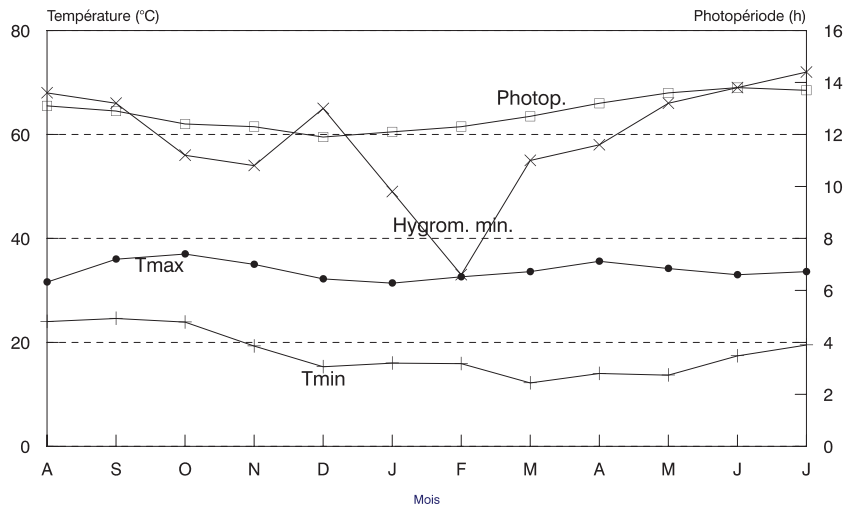 Température (°C) Photopériode (h)
80 16
14
Photop.
60 12
10
Hygrom. min.
40 8
Tmax
6
20 4
Tmin
2
0 0
A S O N D J F M A M J J
Mois